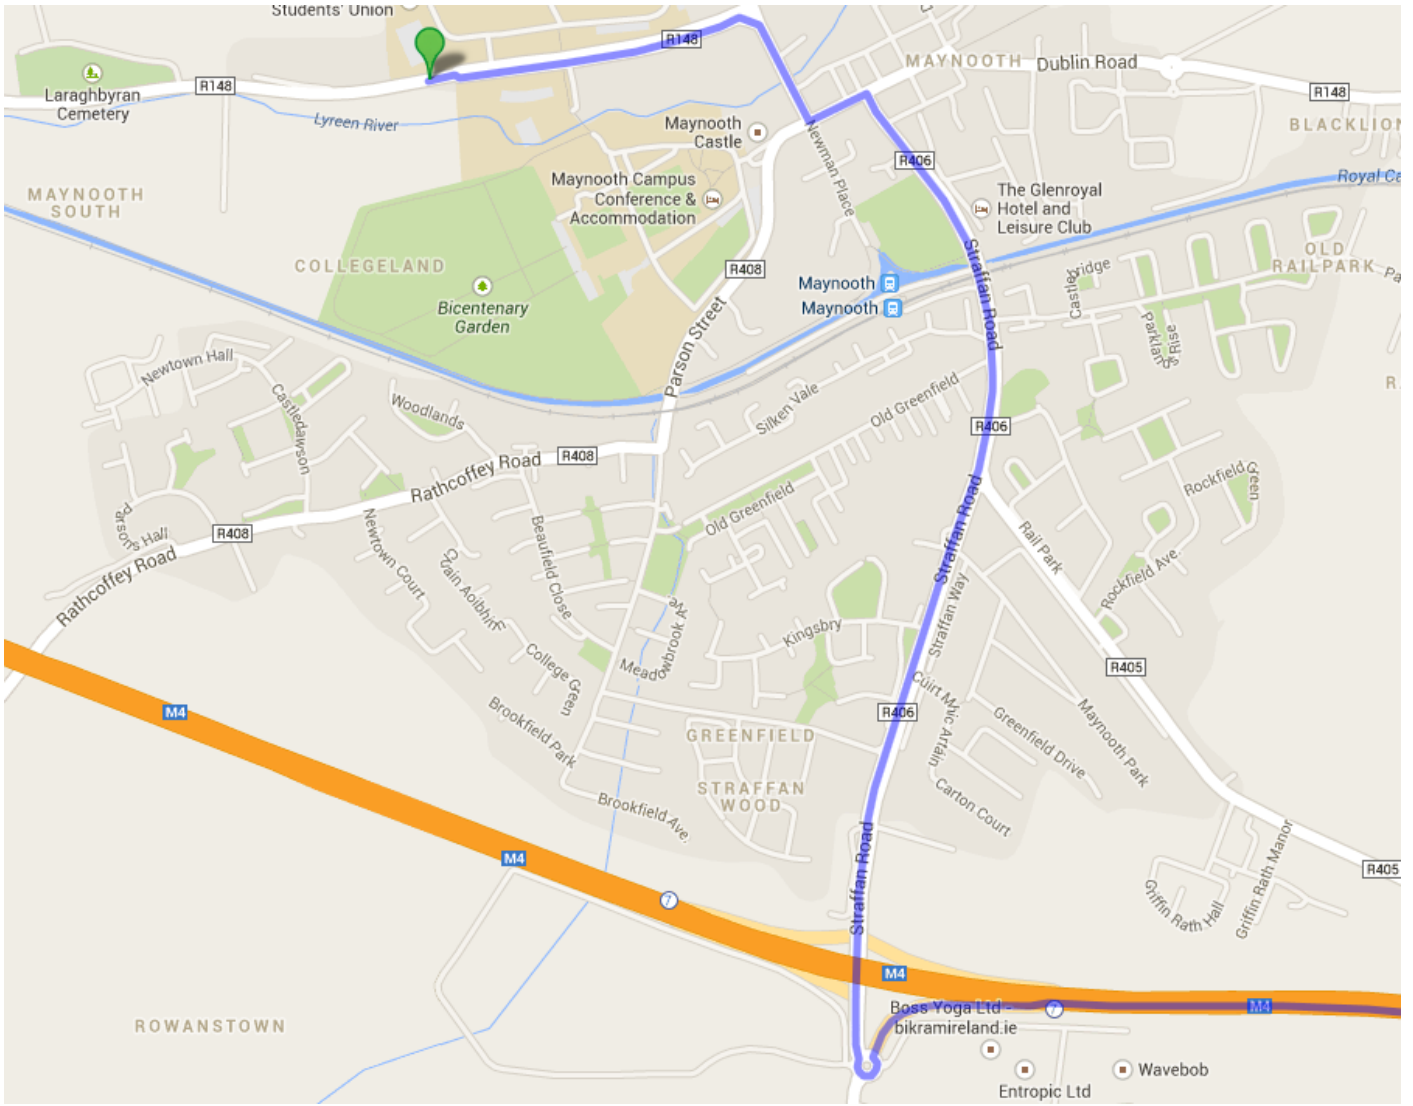 Students' Union
R148
MAYNOOTH
Dublin Road
R148
R148
Laraghbyran
Cemetery
Lyreen River
Maynooth
Castle
Newman Place
R406
BLACKLION
Royal Ca
MAYNOOTH
SOUTH
Maynooth Campus
Conference &
Accommodation
The Glenroyal
Hotel and
Leisure Club
COLLEGELAND
R408
Straffan Road
OLD
RAILPARK
Pa
Maynooth
Maynooth
Castlebridge
Bicentenary
Garden
Parson Street
Parklands
Rise
Newtown Hall
Castledawson
Woodlands
Silken Vale
Old Greenfield
R.
R406
R408
Rathcoffey Road
Rockfield Green
Old Greenfield
Straffan Road
Parson's Hall
R408
Newtown Court
Cluain Aoibhinn
Beaufield Close
Rail Park
Rockfield Ave.
Rathcoffey Road
Straffan Way
Kingsbry
Meadowbrook Ave
College Green
R405
Cúirt Mhic Artain
M4
Brookfield Park
R406
Greenfield Drive
Maynooth Park
GREENFIELD
STRAFFAN
WOOD
Carton Court
Brookfield Ave.
Straffan Road
M4
R405
7
Griffin Rath Hall
Griffin Rath Manor
M4
Boss Yoga Ltd -
bikramireland.ie
7
M4
ROWANSTOWN
Wavebob
Entropic Ltd